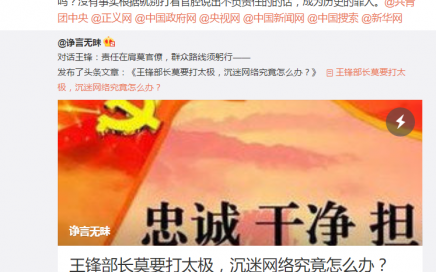 吗？没有事实根据就别打着官腔说出不负责任的的话，成为历史的罪人。@共青
团中央 @正义网 @中国政府网 @央视网 @中国新闻网 @中国搜索 @新华网
@诤言无昧
对话王锋：责任在肩莫官僚，群众路线须躬行——
发布了头条文章：《王锋部长莫要打太极，沉迷网络究竟怎么办？》 王锋部长莫要打太
极，沉迷网络究竟怎么办？
忠诚 干净 担
诤言无昧
王锋部长莫要打太极，沉迷网络究竟怎么办？